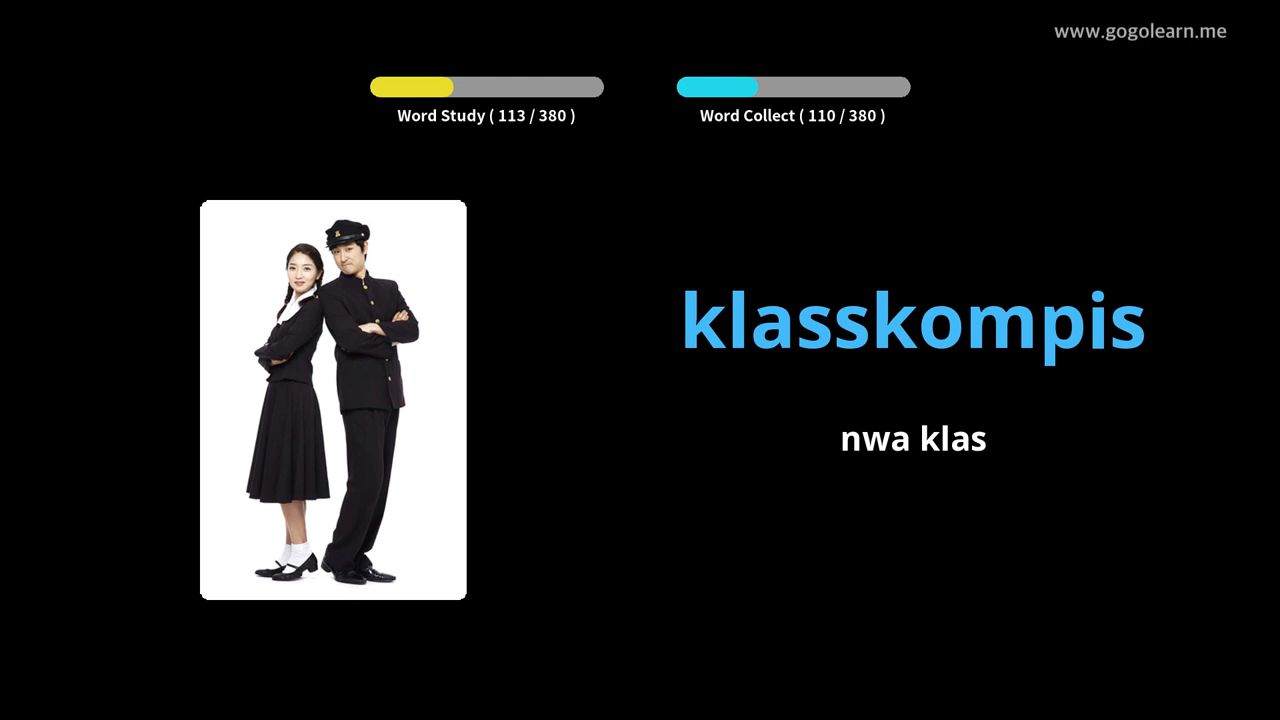 www.gogolearn.me
Word Study ( 113 / 380 )
Word Collect ( 110 / 380 )
klasskompis
nwa klas